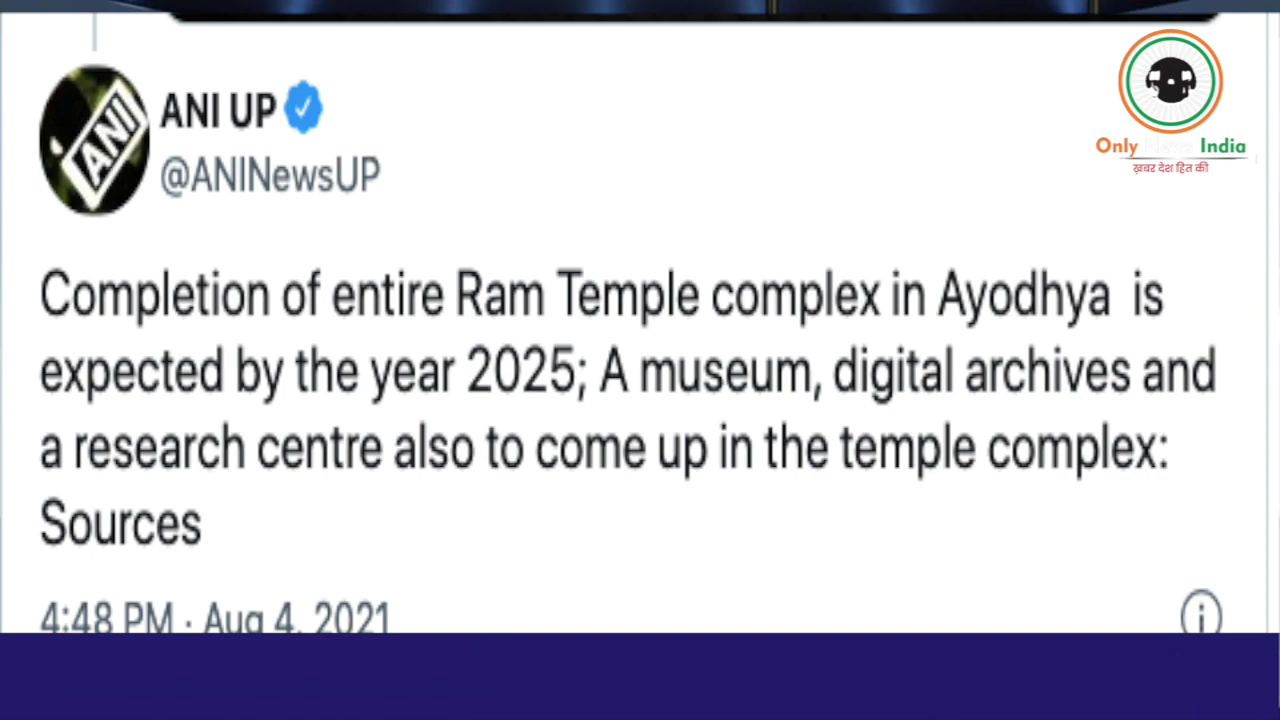 ANI
ANI UP
@ANINewsUP
Only News India
ख़बर देश हित की
Completion of entire Ram Temple complex in Ayodhya is
expected by the year 2025; A museum, digital archives and
a research centre also to come up in the temple complex:
Sources
4:48 PM · Aug 4, 2021